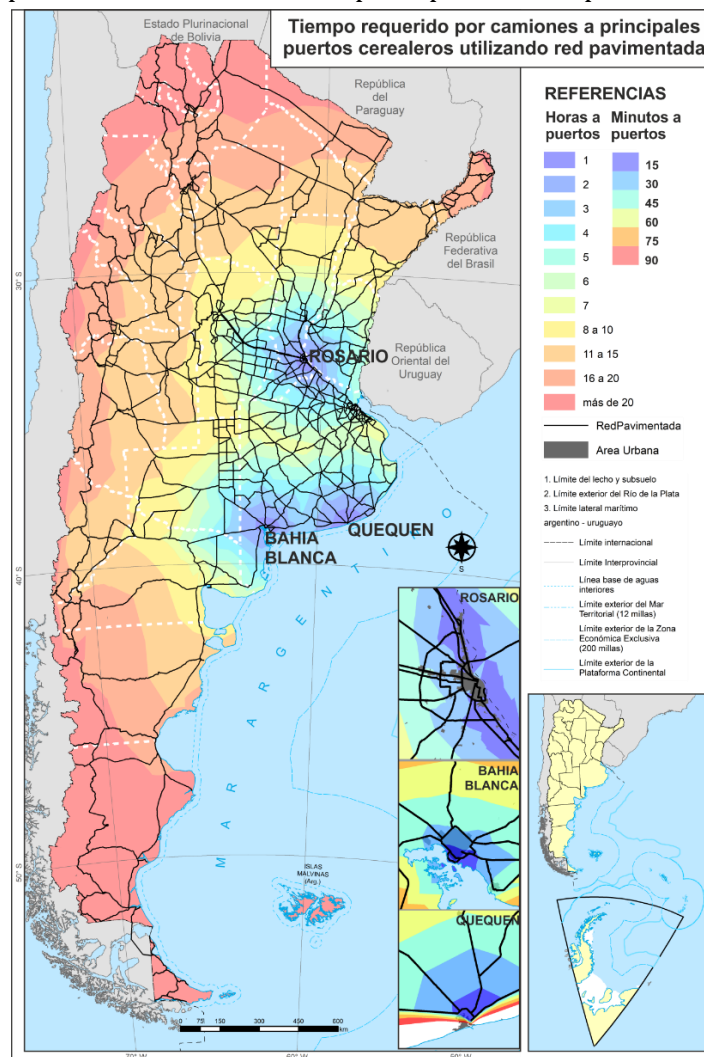 Tiempo requerido por camiones a principales
puertos cerealeros utilizando red pavimentada
Estado Plurinacional
de Bolivia
República
del
Paraguay
República
Federativa
del Brasil
República
Oriental del
Uruguay
30° S
40° S
50° S
70° W
60° W
50° W
ROSARIO
BAHIA
BLANCA
QUEQUEN
MAR ARGENTINO
ISLAS
MALVINAS
(Arg.)
S
0 75 150 300 450 600
km
ROSARIO
BAHIA
BLANCA
QUEQUEN
REFERENCIAS
Horas a
puertos
1
2
3
4
5
6
7
8 a 10
11 a 15
16 a 20
más de 20
Minutos a
puertos
15
30
45
60
75
90
RedPavimentada
Area Urbana
1. Límite del lecho y subsuelo
2. Límite exterior del Río de la Plata
3. Límite lateral marítimo
argentino - uruguayo
Límite internacional
Límite Interprovincial
Línea base de aguas
interiores
Límite exterior del Mar
Territorial (12 millas)
Límite exterior de la Zona
Económica Exclusiva
(200 millas)
Límite exterior de la
Plataforma Continental